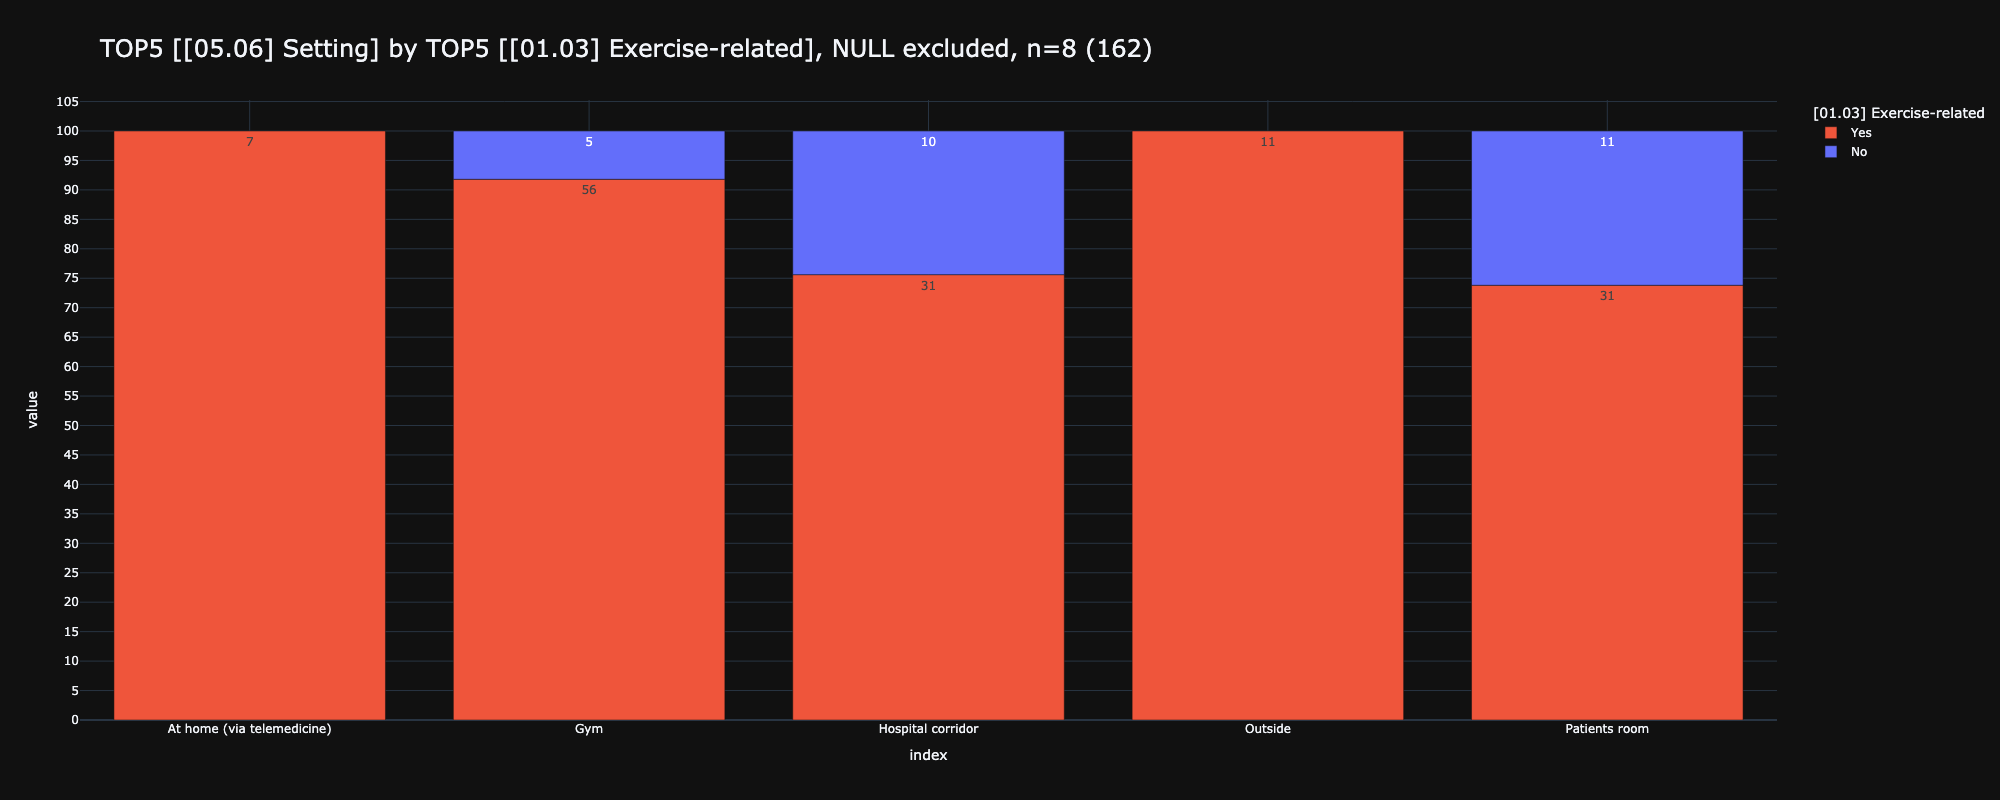 TOP5 [[05.06] Setting] by TOP5 [[01.03] Exercise-related], NULL excluded, n=8 (162)
[01.03] Exercise-related
Yes
No
value
105
100
95
90
85
80
75
70
65
60
55
50
45
40
35
30
25
20
15
10
5
0
7
5
56
10
31
11
11
31
At home (via telemedicine)
Gym
Hospital corridor
Outside
Patients room
index